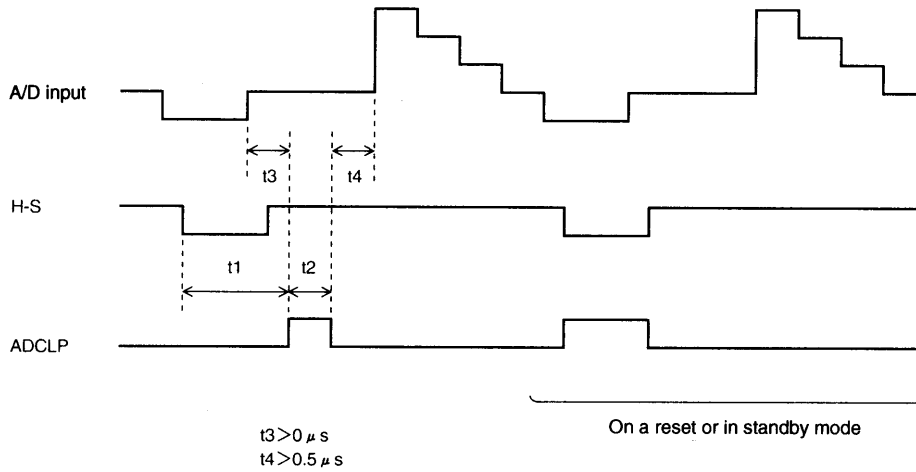 A/D input
t3
t4
H-S
t1
t2
ADCLP
On a reset or in standby mode
t3>0 μ s
t4>0.5 μ s